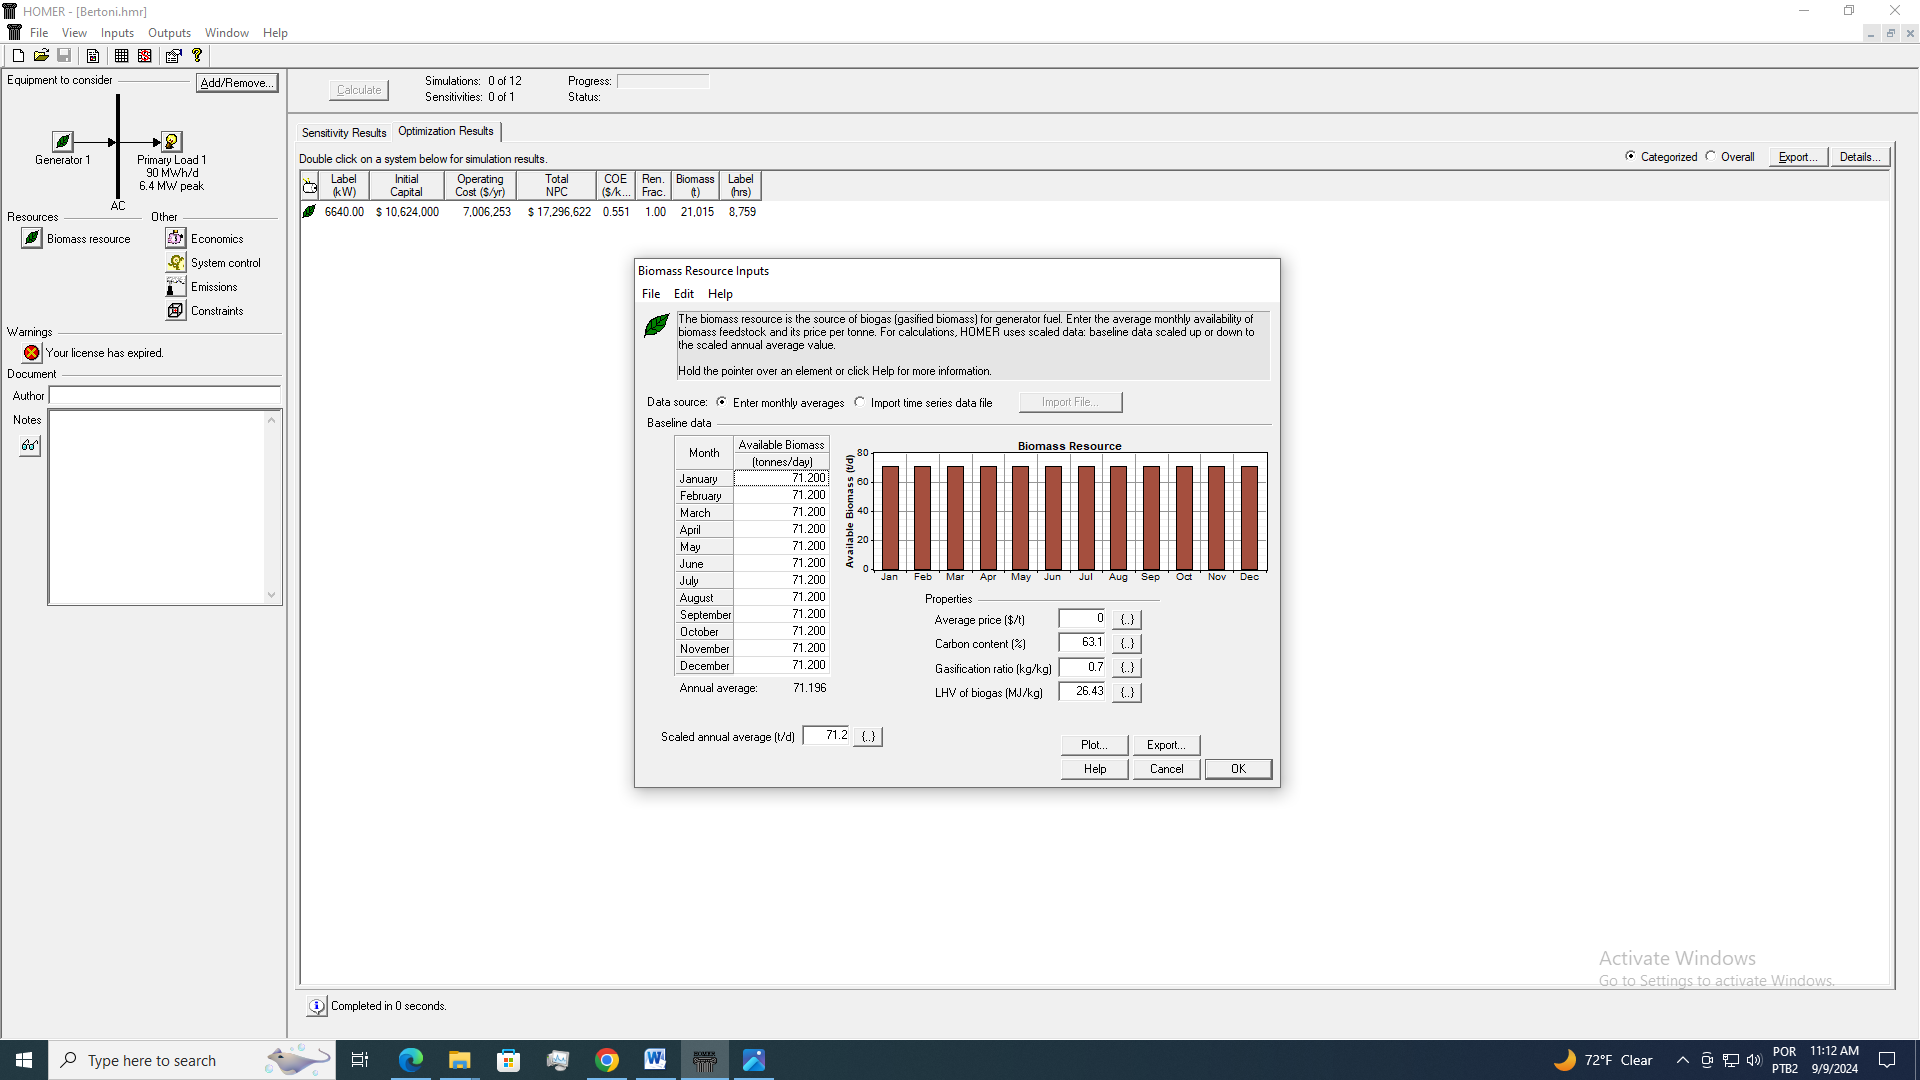 HOMER - [Bertoni.hmr]
File View Inputs Outputs Window Help
Equipment to consider
Add/Remove...
Generator 1
Primary Load 1
90 MWh/d
6.4 MW peak
AC
Resources
Other
Biomass resource
Economics
System control
Emissions
Constraints
Warnings
Your license has expired.
Document
Author
Notes
Calculate
Simulations: 0 of 12
Sensitivities: 0 of 1
Progress:
Status:
Sensitivity Results
Optimization Results
Double click on a system below for simulation results.
Categorized
Overall
Export...
Details...
Label (kW)
Initial Capital
Operating Cost ($/yr)
Total NPC
COE ($/k...
Ren. Frac.
Biomass (t)
Label (hrs)
6640.00 $ 10,624,000 7,006,253 $ 17,296,622 0.551 1.00 21,015 8,759
Biomass Resource Inputs
File Edit Help
The biomass resource is the source of biogas (gasified biomass) for generator fuel. Enter the average monthly availability of
biomass feedstock and its price per tonne. For calculations, HOMER uses scaled data: baseline data scaled up or down to
the scaled annual average value.
Hold the pointer over an element or click Help for more information.
Data source: Enter monthly averages Import time series data file Import File...
Baseline data
Month
Available Biomass
(tonnes/day)
January 71.200
February 71.200
March 71.200
April 71.200
May 71.200
June 71.200
July 71.200
August 71.200
September 71.200
October 71.200
November 71.200
December 71.200
Annual average: 71.196
Scaled annual average (t/d) 71.2 {..}
Biomass Resource
Available Biomass (t/d)
80
60
40
20
0
Jan Feb Mar Apr May Jun Jul Aug Sep Oct Nov Dec
Properties
Average price ($/t) 0 {..}
Carbon content (%) 63.1 {..}
Gasification ratio (kg/kg) 0.7 {..}
LHV of biogas (MJ/kg) 26.43 {..}
Plot... Export...
Help Cancel OK
Activate Windows
Go to Settings to activate Windows.
Completed in 0 seconds.
Type here to search
72°F Clear
POR
PTB2
11:12 AM
9/9/2024